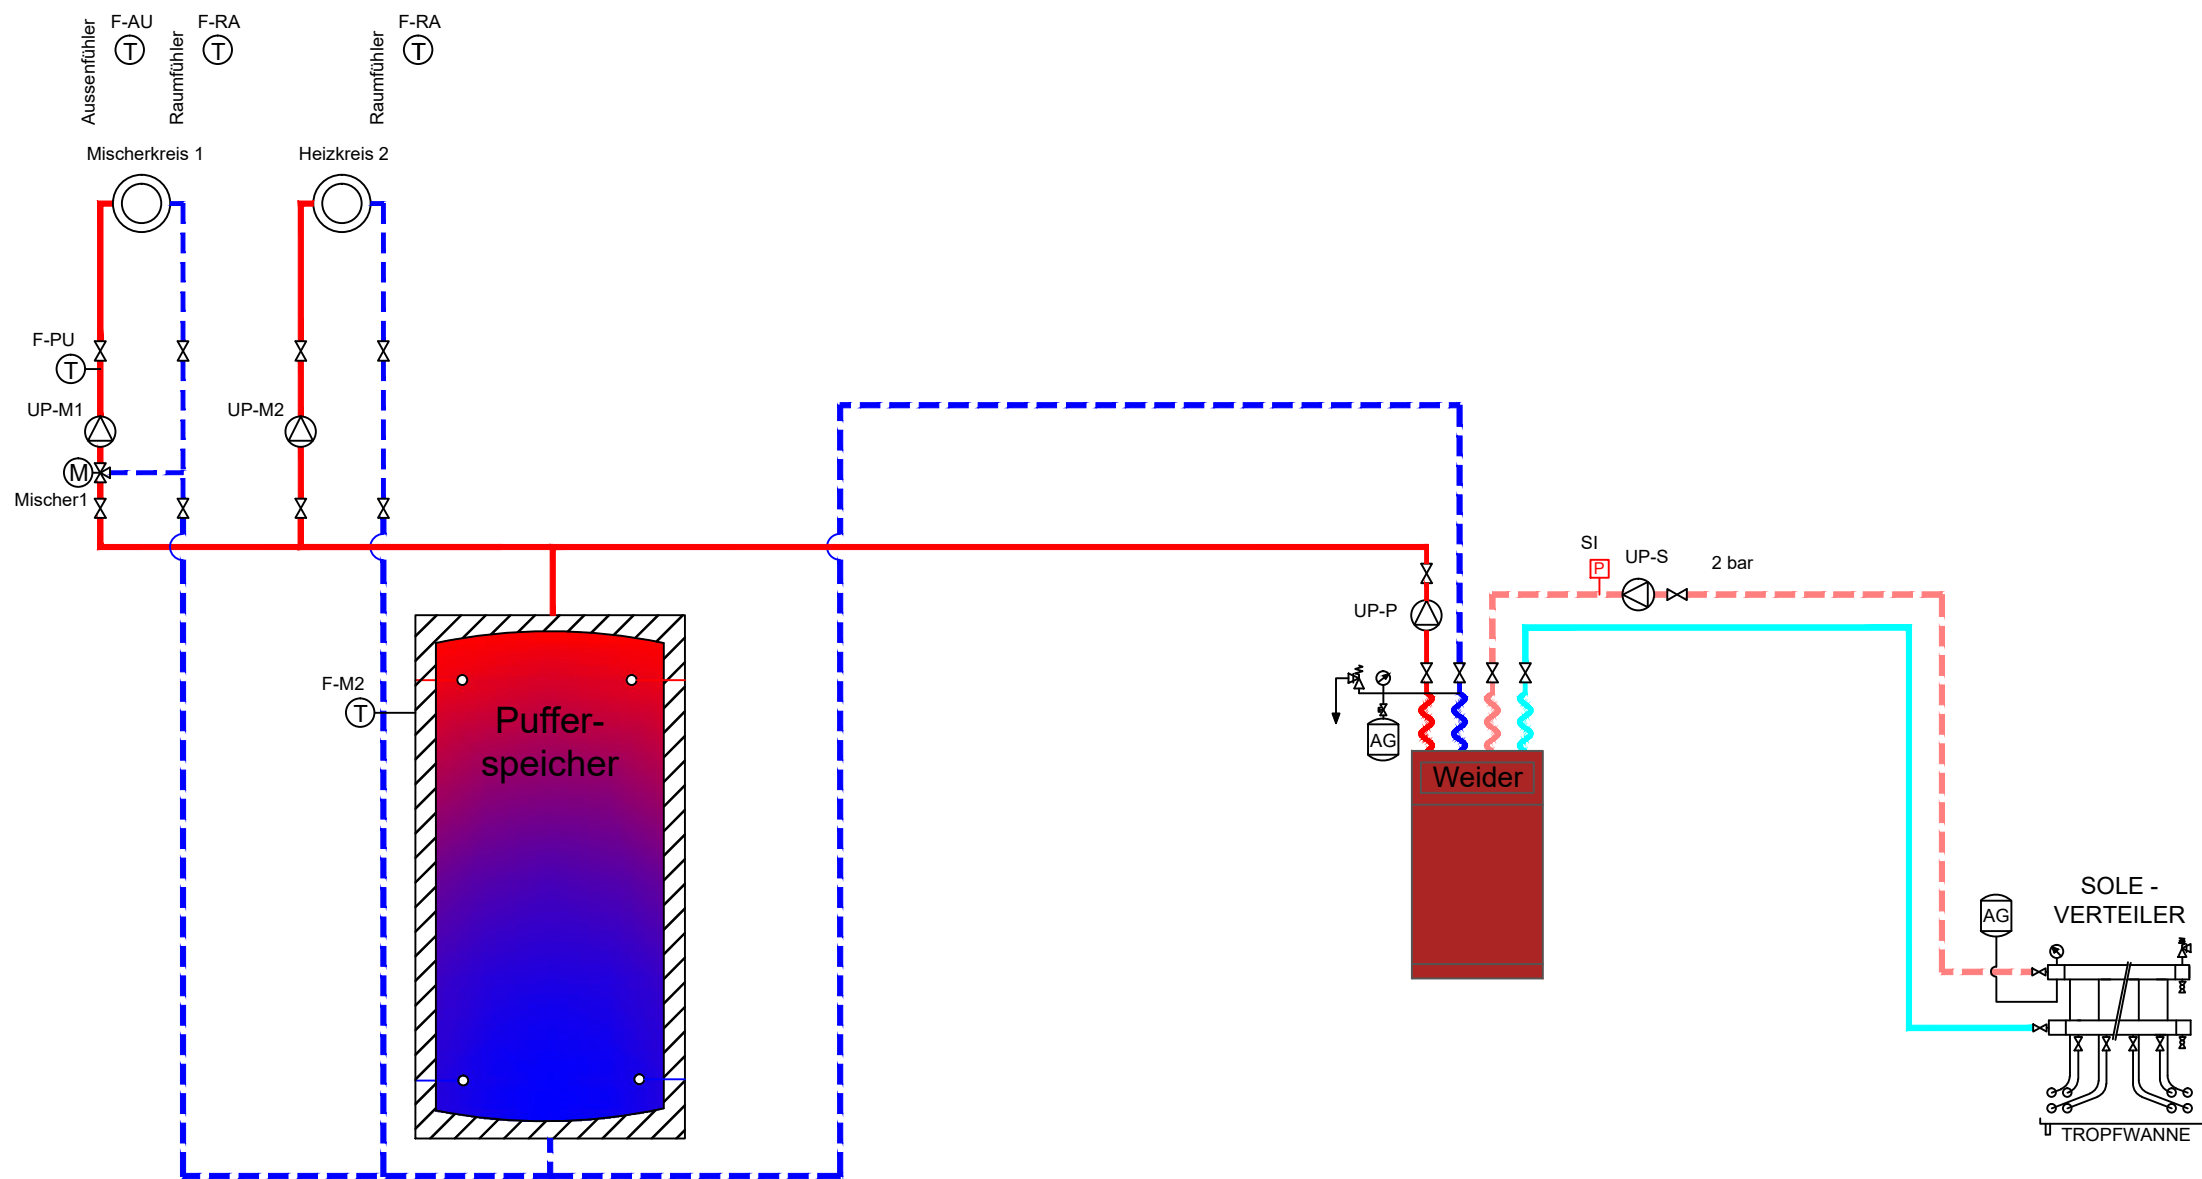 F-AU
F-RA
F-RA
T
T
T
Aussenfühler
Raumfühler
Raumfühler
Mischerkreis 1
Heizkreis 2
F-PU
T
UP-M1
UP-M2
M
Mischer1
SI
UP-S
2 bar
P
UP-P
F-M2
T
Puffer-
speicher
AG
Weider
SOLE -
VERTEILER
AG
TROPFWANNE